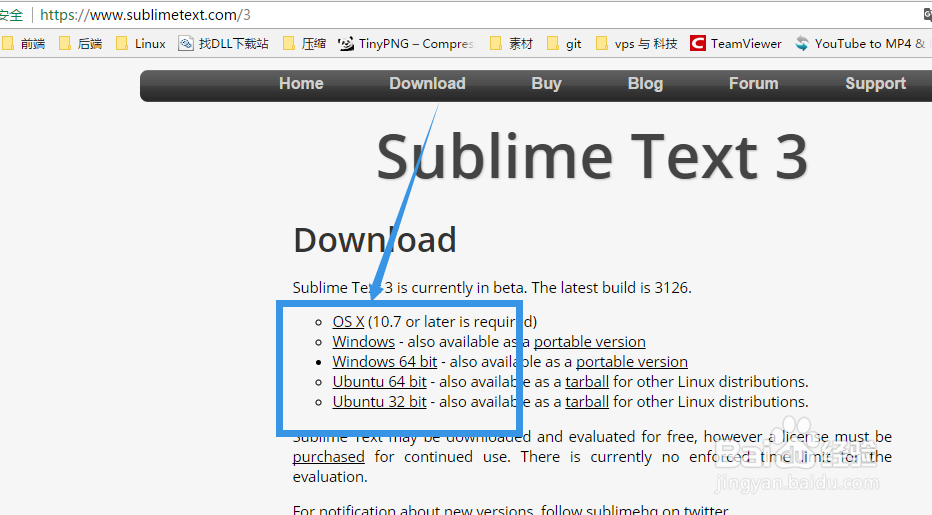 安全 https://www.sublimetext.com/3
前端 后端 Linux 找DLL下载站 压缩 TinyPNG – Compres 素材 git vps 与 科技 TeamViewer YouTube to MP4 &
Home Download Buy Blog Forum Support
Sublime Text 3
Download
Sublime Text 3 is currently in beta. The latest build is 3126.
OS X (10.7 or later is required)
Windows - also available as a portable version
Windows 64 bit - also available as a portable version
Ubuntu 64 bit - also available as a tarball for other Linux distributions.
Ubuntu 32 bit - also available as a tarball for other Linux distributions.
Sublime Text may be downloaded and evaluated for free, however a license must be
purchased for continued use. There is currently no enforced time limit for the
evaluation.
Baidu 经验
jingyan.baidu.com
For notification about new versions, follow sublimehq on twitter